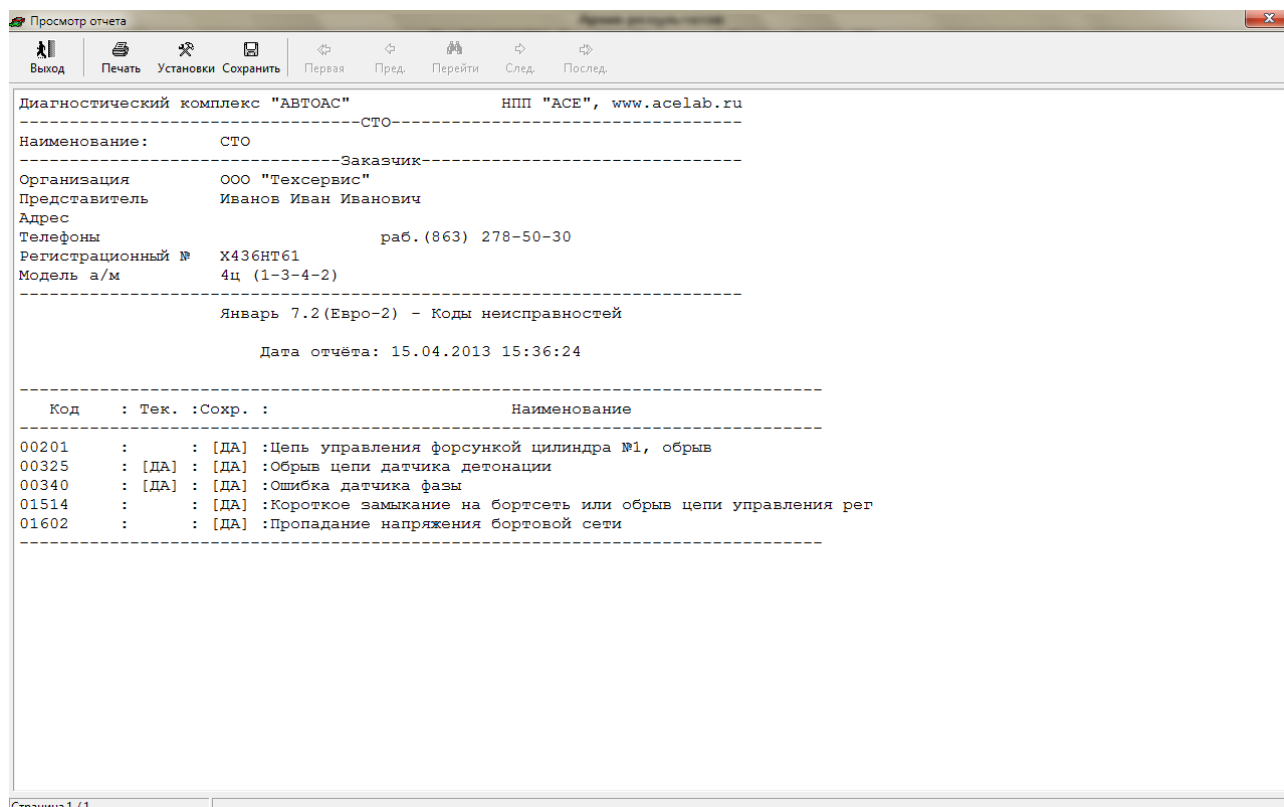 Просмотр отчета
Архив результатов
Выход Печать Установки Сохранить Первая Пред. Перейти След. Послед.
Диагностический комплекс "АВТОАС" НПП "АСЕ", www.acelab.ru
----------------------------------СТО-----------------------------------
Наименование: СТО
--------------------------------Заказчик--------------------------------
Организация ООО "Техсервис"
Представитель Иванов Иван Иванович
Адрес
Телефоны раб.(863) 278-50-30
Регистрационный № Х436НТ61
Модель а/м 4ц (1-3-4-2)
------------------------------------------------------------------------
Январь 7.2(Евро-2) - Коды неисправностей
Дата отчёта: 15.04.2013 15:36:24
--------------------------------------------------------------------------------
Код : Тек. :Сохр. : Наименование
--------------------------------------------------------------------------------
00201 : : [ДА] :Цепь управления форсункой цилиндра №1, обрыв
00325 : [ДА] : [ДА] :Обрыв цепи датчика детонации
00340 : [ДА] : [ДА] :Ошибка датчика фазы
01514 : : [ДА] :Короткое замыкание на бортсеть или обрыв цепи управления рег
01602 : : [ДА] :Пропадание напряжения бортовой сети
--------------------------------------------------------------------------------
Страница 1 / 1